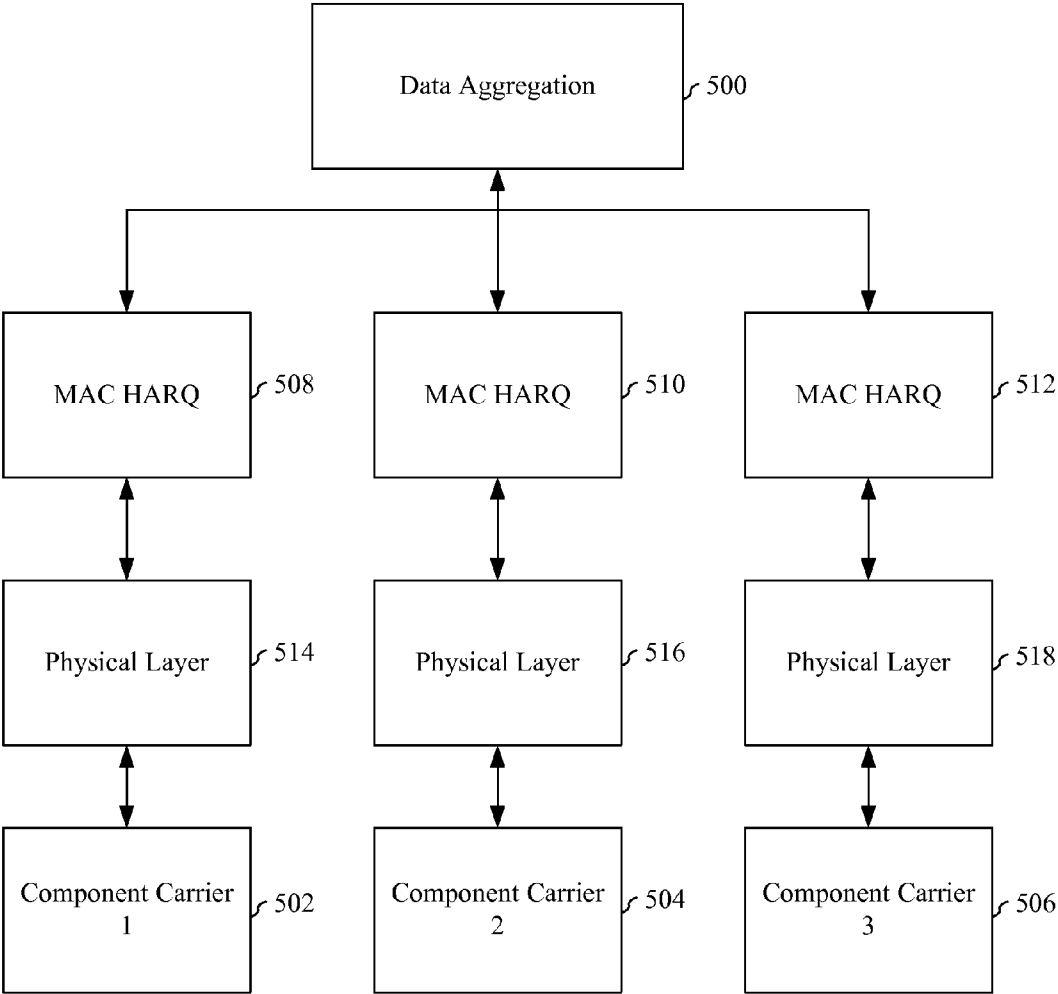 Data Aggregation
500
MAC HARQ
508
MAC HARQ
510
MAC HARQ
512
Physical Layer
514
Physical Layer
516
Physical Layer
518
Component Carrier
1
502
Component Carrier
2
504
Component Carrier
3
506